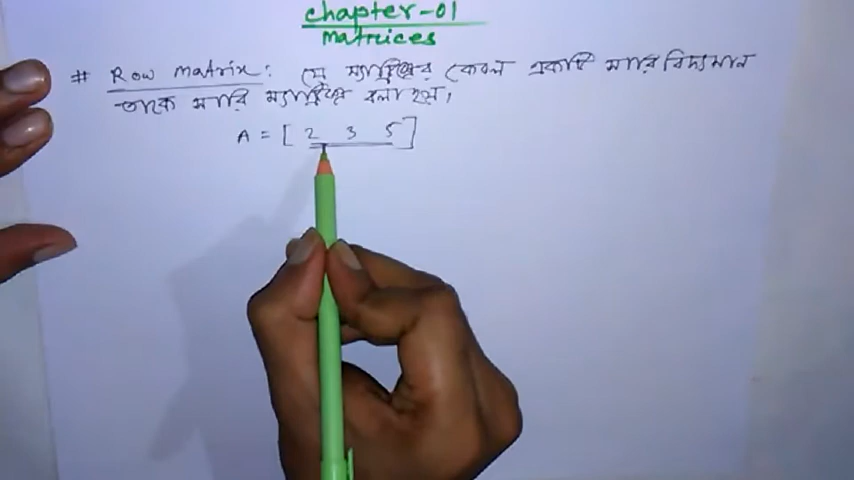 chapter-01
matrices
# Row matrix: যে ম্যাট্রিক্সের কেবল একটি সারি বিদ্যমান
তাকে সারি ম্যাট্রিক্স বলা হয়।
A = [ 2 3 5 ]